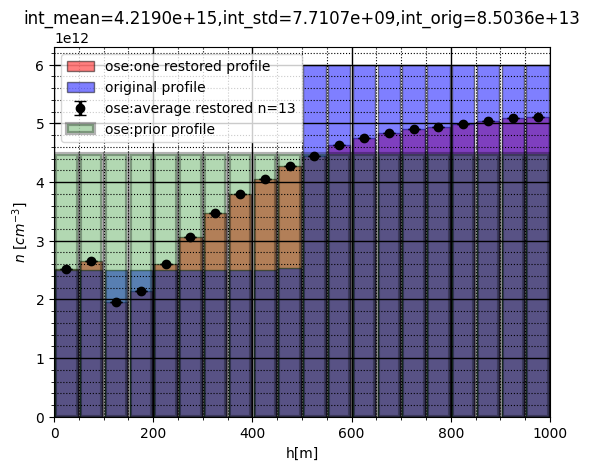 int_mean=4.2190e+15,int_std=7.7107e+09,int_orig=8.5036e+13
1e12
ose:one restored profile
original profile
ose:average restored n=13
ose:prior profile
6
5
4
3
2
1
0
n [cm⁻³]
0 200 400 600 800 1000
h[m]